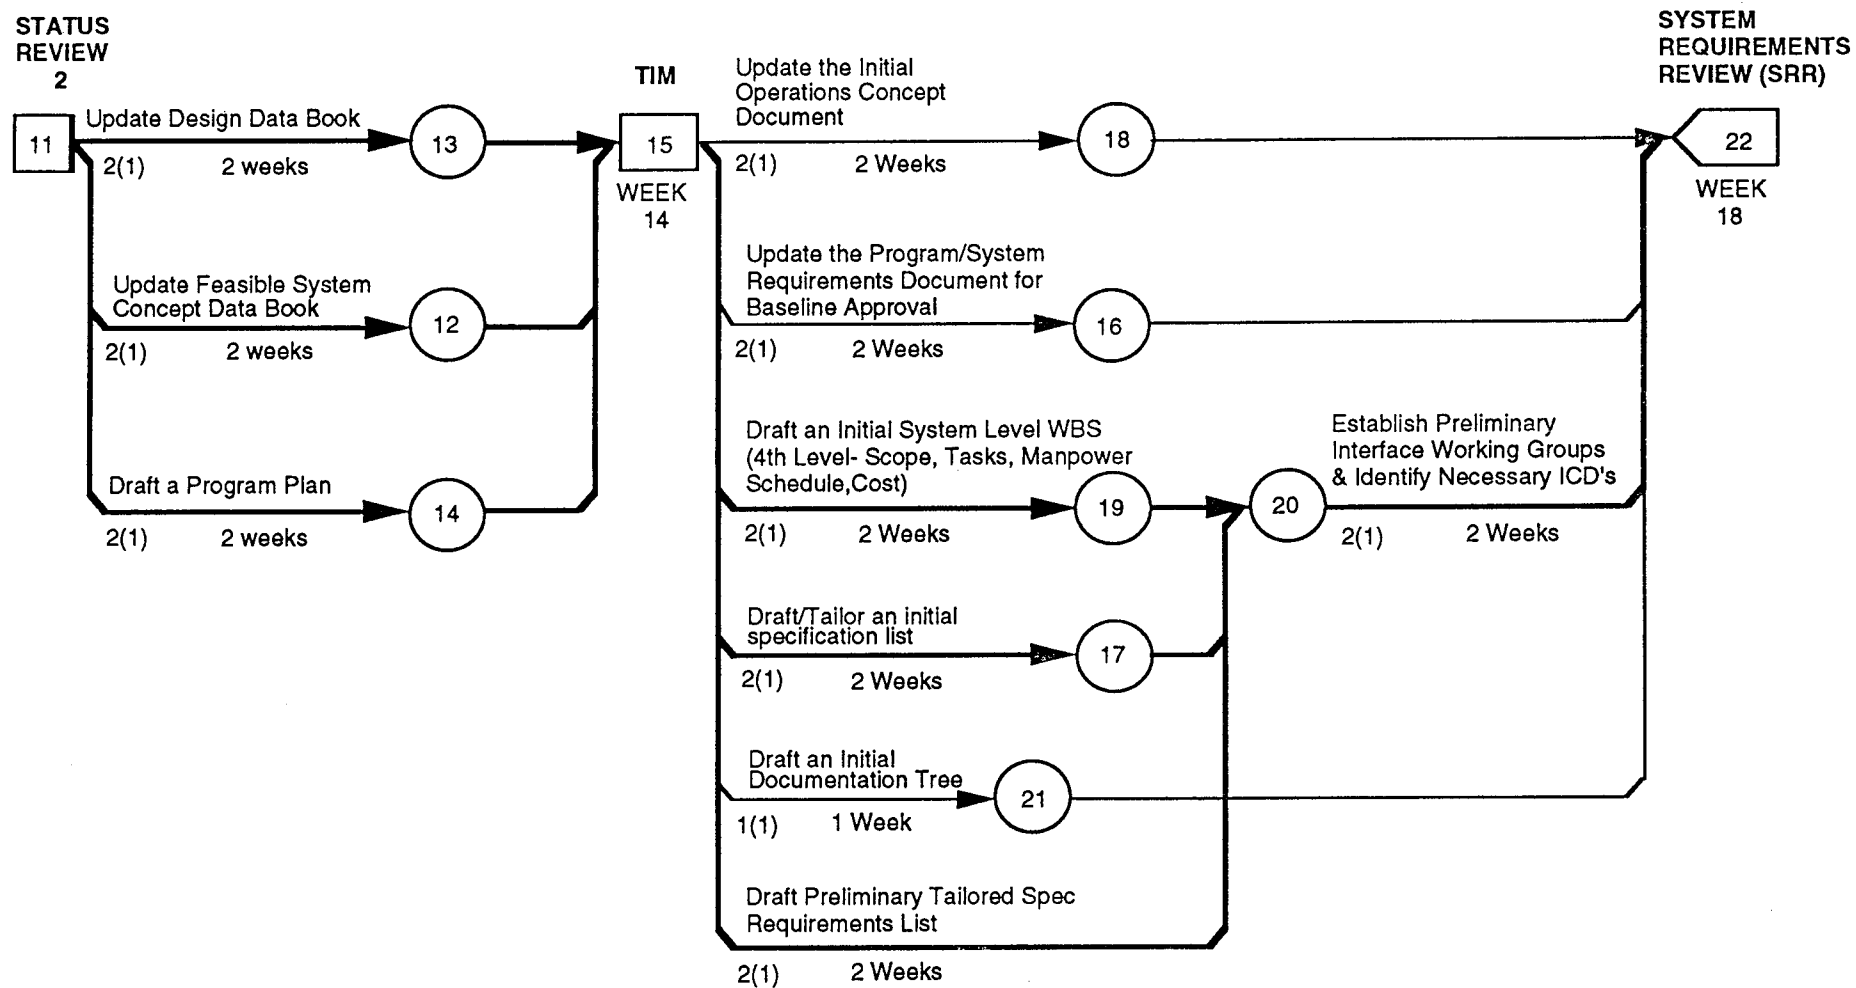 STATUS
REVIEW
2
11
Update Design Data Book
2(1) 2 weeks
13
Update Feasible System
Concept Data Book
2(1) 2 weeks
12
Draft a Program Plan
2(1) 2 weeks
14
TIM
15
WEEK
14
Update the Initial
Operations Concept
Document
2(1) 2 Weeks
18
Update the Program/System
Requirements Document for
Baseline Approval
2(1) 2 Weeks
16
Draft an Initial System Level WBS
(4th Level- Scope, Tasks, Manpower
Schedule,Cost)
2(1) 2 Weeks
19
Draft/Tailor an initial
specification list
2(1) 2 Weeks
17
Draft an Initial
Documentation Tree
1(1) 1 Week
21
Draft Preliminary Tailored Spec
Requirements List
2(1) 2 Weeks
20
Establish Preliminary
Interface Working Groups
& Identify Necessary ICD's
2(1) 2 Weeks
SYSTEM
REQUIREMENTS
REVIEW (SRR)
22
WEEK
18